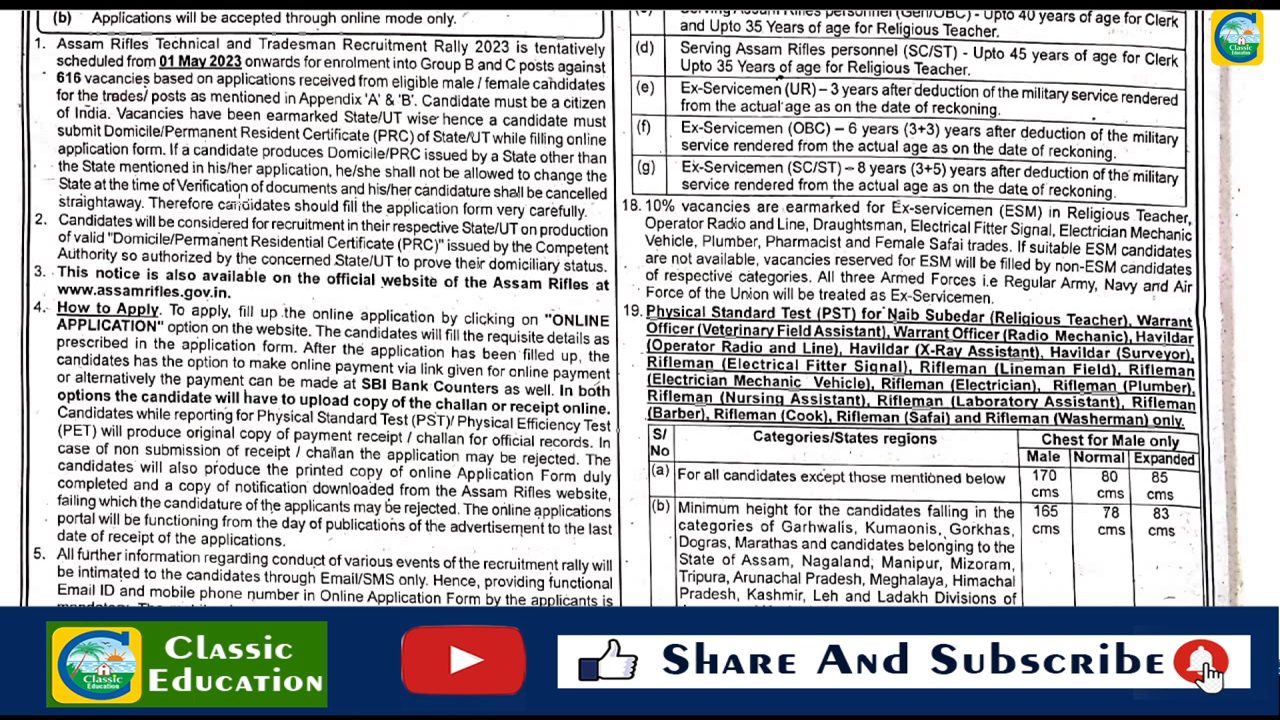 (b) Applications will be accepted through online mode only.
1. Assam Rifles Technical and Tradesman Recruitment Rally 2023 is tentatively
scheduled from 01 May 2023 onwards for enrolment into Group B and C posts against
616 vacancies based on applications received from eligible male / female candidates
for the trades/ posts as mentioned in Appendix 'A' & 'B'. Candidate must be a citizen
of India. Vacancies have been earmarked State/UT wise hence a candidate must
submit Domicile/Permanent Resident Certificate (PRC) of State/UT while filling online
application form. If a candidate produces Domicile/PRC issued by a State other than
the State mentioned in his/her application, he/she shall not be allowed to change the
State at the time of Verification of documents and his/her candidature shall be cancelled
straightaway. Therefore candidates should fill the application form very carefully.
2. Candidates will be considered for recruitment in their respective State/UT on production
of valid "Domicile/Permanent Residential Certificate (PRC)" issued by the Competent
Authority so authorized by the concerned State/UT to prove their domiciliary status.
3. This notice is also available on the official website of the Assam Rifles at
www.assamrifles.gov.in.
4. How to Apply. To apply, fill up the online application by clicking on "ONLINE
APPLICATION" option on the website. The candidates will fill the requisite details as
prescribed in the application form. After the application has been filled up, the
candidates has the option to make online payment via link given for online payment
or alternatively the payment can be made at SBI Bank Counters as well. In both
options the candidate will have to upload copy of the challan or receipt online.
Candidates while reporting for Physical Standard Test (PST)/ Physical Efficiency Test
(PET) will produce original copy of payment receipt / challan for official records. In
case of non submission of receipt / challan the application may be rejected. The
candidates will also produce the printed copy of online Application Form duly
completed and a copy of notification downloaded from the Assam Rifles website,
failing which the candidature of the applicants may be rejected. The online applications
portal will be functioning from the day of publications of the advertisement to the last
date of receipt of the applications.
5. All further information regarding conduct of various events of the recruitment rally will
be intimated to the candidates through Email/SMS only. Hence, providing functional
Email ID and mobile phone number in Online Application Form by the applicants is
Serving Assam Rifles personnel (Gen/OBC) - Upto 40 years of age for Clerk
and Upto 35 Years of age for Religious Teacher.
(d) Serving Assam Rifles personnel (SC/ST) - Upto 45 years of age for Clerk
Upto 35 Years of age for Religious Teacher.
(e) Ex-Servicemen (UR) – 3 years after deduction of the military service rendered
from the actual age as on the date of reckoning.
(f) Ex-Servicemen (OBC) – 6 years (3+3) years after deduction of the military
service rendered from the actual age as on the date of reckoning.
(g) Ex-Servicemen (SC/ST) – 8 years (3+5) years after deduction of the military
service rendered from the actual age as on the date of reckoning.
18. 10% vacancies are earmarked for Ex-servicemen (ESM) in Religious Teacher,
Operator Radio and Line, Draughtsman, Electrical Fitter Signal, Electrician Mechanic
Vehicle, Plumber, Pharmacist and Female Safai trades. If suitable ESM candidates
are not available, vacancies reserved for ESM will be filled by non-ESM candidates
of respective categories. All three Armed Forces i.e Regular Army, Navy and Air
Force of the Union will be treated as Ex-Servicemen.
19. Physical Standard Test (PST) for Naib Subedar (Religious Teacher), Warrant
Officer (Veterinary Field Assistant), Warrant Officer (Radio Mechanic), Havildar
(Operator Radio and Line), Havildar (X-Ray Assistant), Havildar (Surveyor),
Rifleman (Electrical Fitter Signal), Rifleman (Lineman Field), Rifleman
(Electrician Mechanic Vehicle), Rifleman (Electrician), Rifleman (Plumber),
Rifleman (Nursing Assistant), Rifleman (Laboratory Assistant), Rifleman
(Barber), Rifleman (Cook), Rifleman (Safai) and Rifleman (Washerman) only.
S/ No Categories/States regions Chest for Male only
Male Normal Expanded
(a) For all candidates except those mentioned below 170 cms 80 cms 85 cms
(b) Minimum height for the candidates falling in the 165 cms 78 cms 83 cms
categories of Garhwalis, Kumaonis, Gorkhas,
Dogras, Marathas and candidates belonging to the
State of Assam, Nagaland, Manipur, Mizoram,
Tripura, Arunachal Pradesh, Meghalaya, Himachal
Pradesh, Kashmir, Leh and Ladakh Divisions of
Classic
Education
Classic
Education
Classic
Education
Share And Subscribe